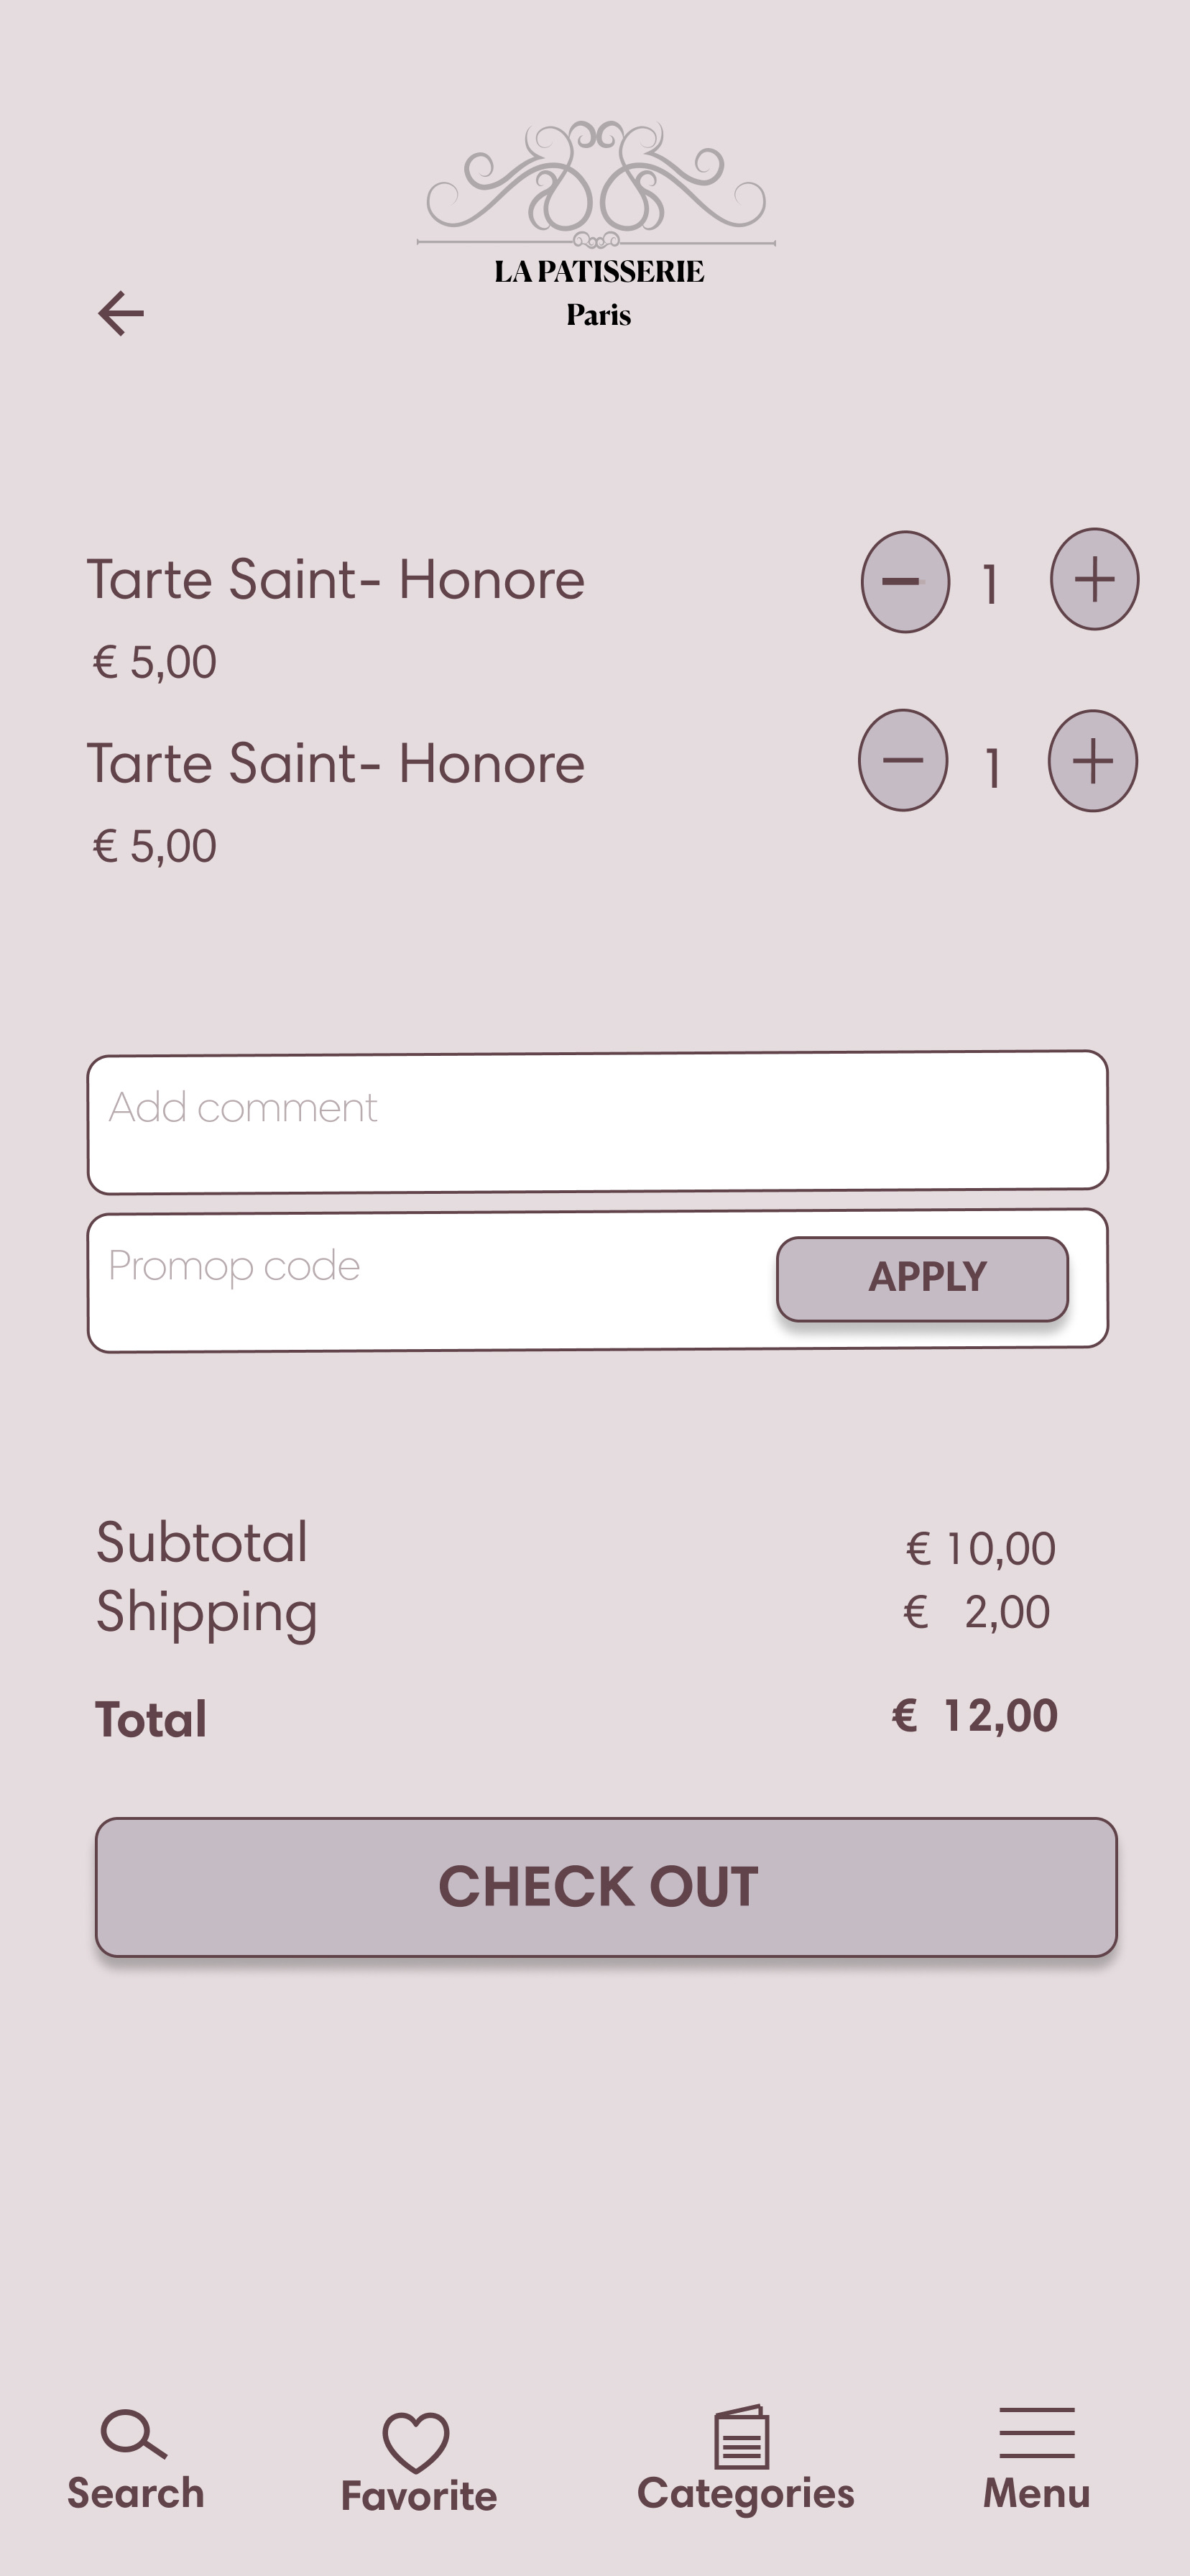 LA PATISSERIE
Paris
Tarte Saint- Honore
1
€ 5,00
Tarte Saint- Honore
1
€ 5,00
Add comment
Promop code
APPLY
Subtotal € 10,00
Shipping € 2,00
Total € 12,00
CHECK OUT
Search Favorite Categories Menu